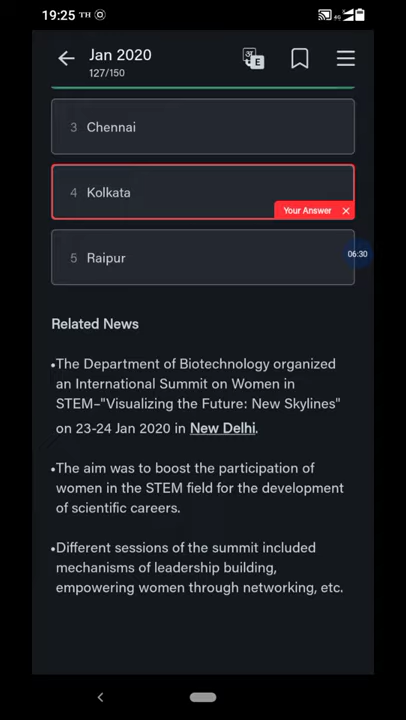 19:25 TH
4G
Jan 2020
127/150
अ
E
3 Chennai
4 Kolkata
Your Answer
5 Raipur
06:30
Related News
•The Department of Biotechnology organized
an International Summit on Women in
STEM–"Visualizing the Future: New Skylines"
on 23-24 Jan 2020 in New Delhi.
•The aim was to boost the participation of
women in the STEM field for the development
of scientific careers.
•Different sessions of the summit included
mechanisms of leadership building,
empowering women through networking, etc.